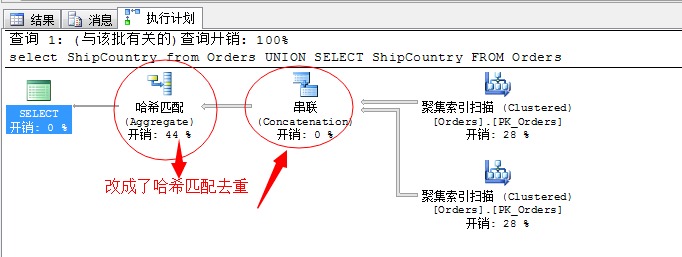 结果 消息 执行计划
查询 1: (与该批有关的)查询开销: 100%
select ShipCountry from Orders UNION SELECT ShipCountry FROM Orders
SELECT
开销: 0 %
哈希匹配
(Aggregate)
开销: 44 %
串联
(Concatenation)
开销: 0 %
聚集索引扫描 (Clustered)
[Orders].[PK_Orders]
开销: 28 %
改成了哈希匹配去重
聚集索引扫描 (Clustered)
[Orders].[PK_Orders]
开销: 28 %